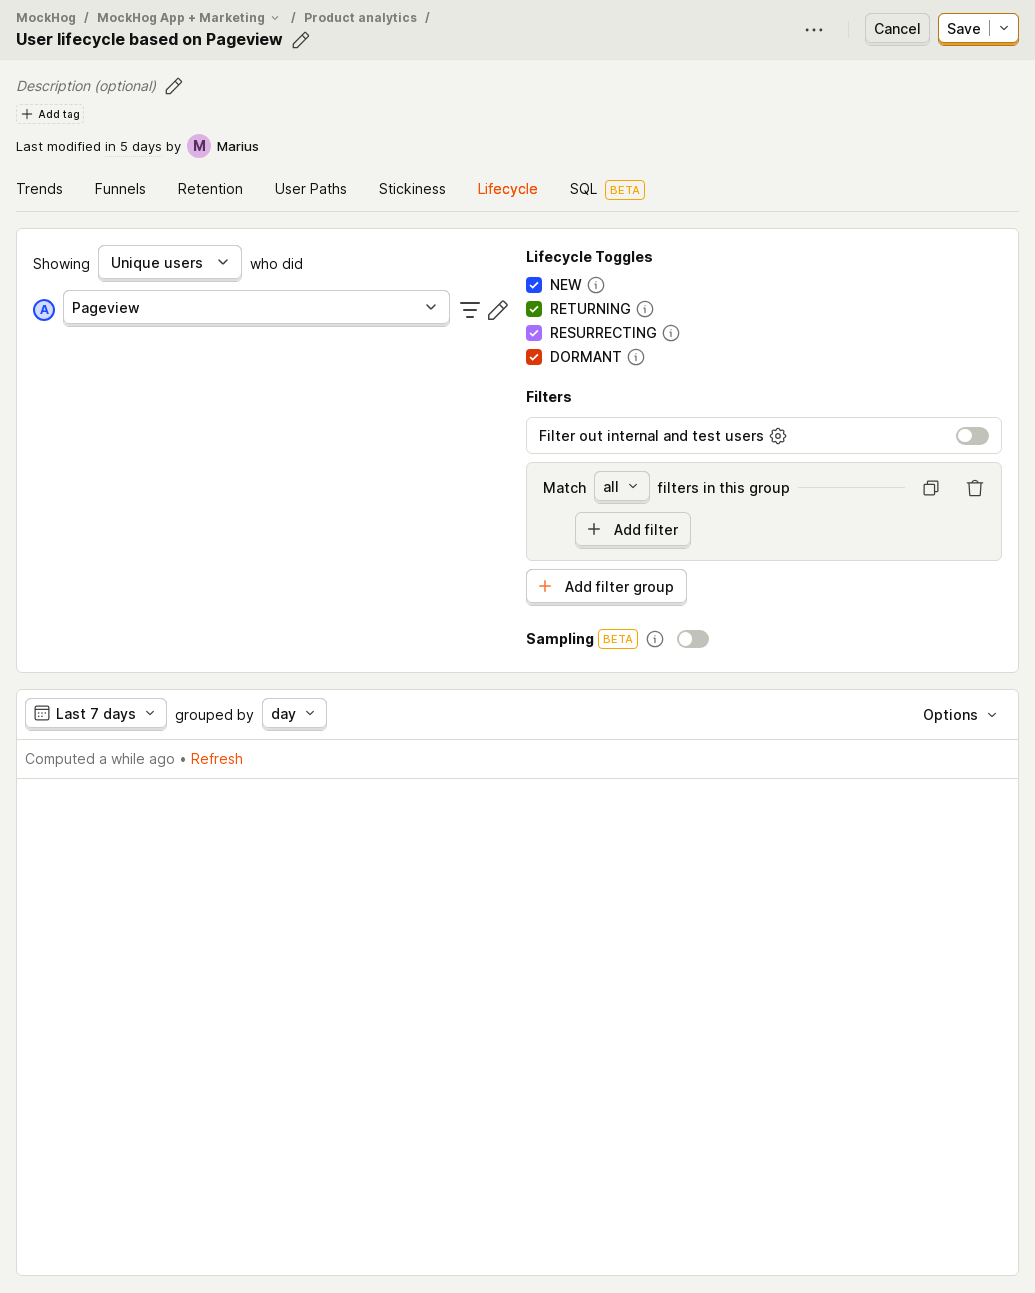 MockHog / MockHog App + Marketing / Product analytics /
User lifecycle based on Pageview
Cancel
Save
Description (optional)
Add tag
Last modified in 5 days by M Marius
Trends Funnels Retention User Paths Stickiness Lifecycle SQL BETA
Showing Unique users who did
A Pageview
Lifecycle Toggles
NEW
RETURNING
RESURRECTING
DORMANT
Filters
Filter out internal and test users
Match all filters in this group
Add filter
Add filter group
Sampling BETA
Last 7 days grouped by day
Options
Computed a while ago • Refresh